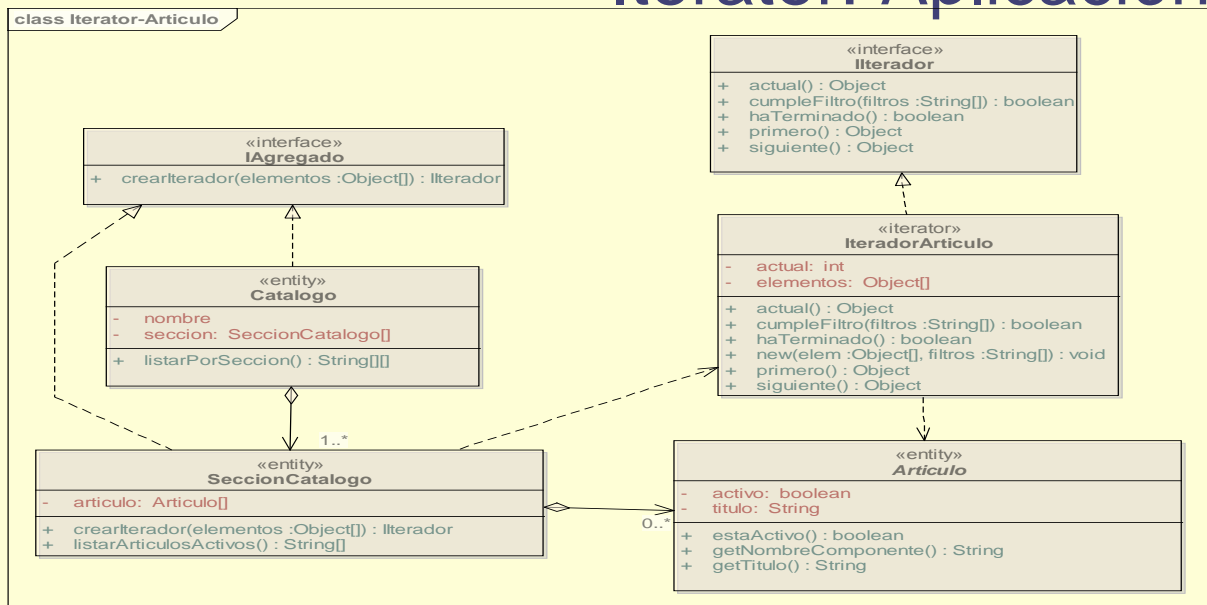 Iterator: Aplicación
class Iterator-Articulo
«interface»
IIterador
+ actual() : Object
+ cumpleFiltro(filtros :String[]) : boolean
+ haTerminado() : boolean
+ primero() : Object
+ siguiente() : Object
«interface»
IAgregado
+ crearIterador(elementos :Object[]) : IIterador
«iterator»
IteradorArticulo
- actual: int
- elementos: Object[]
+ actual() : Object
+ cumpleFiltro(filtros :String[]) : boolean
+ haTerminado() : boolean
+ new(elem :Object[], filtros :String[]) : void
+ primero() : Object
+ siguiente() : Object
«entity»
Catalogo
- nombre
- seccion: SeccionCatalogo[]
+ listarPorSeccion() : String[][]
1..*
«entity»
SeccionCatalogo
- articulo: Articulo[]
+ crearIterador(elementos :Object[]) : IIterador
+ listarArticulosActivos() : String[]
0..*
«entity»
Articulo
- activo: boolean
- titulo: String
+ estaActivo() : boolean
+ getNombreComponente() : String
+ getTitulo() : String